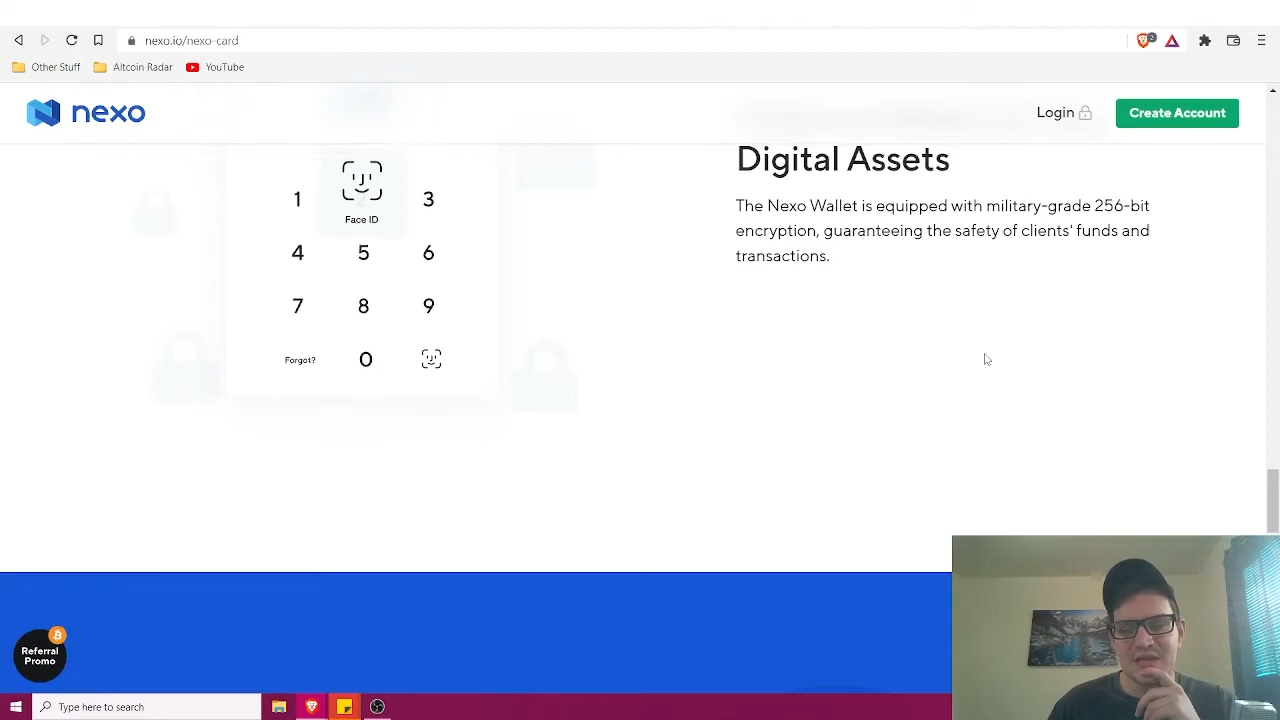 nexo.io/nexo-card
2
Other Stuff
Altcoin Radar
YouTube
nexo
Login
Create Account
Digital Assets
The Nexo Wallet is equipped with military-grade 256-bit
encryption, guaranteeing the safety of clients' funds and
transactions.
Face ID
1 3
4 5 6
7 8 9
Forgot? 0
Referral
Promo
Type here to search